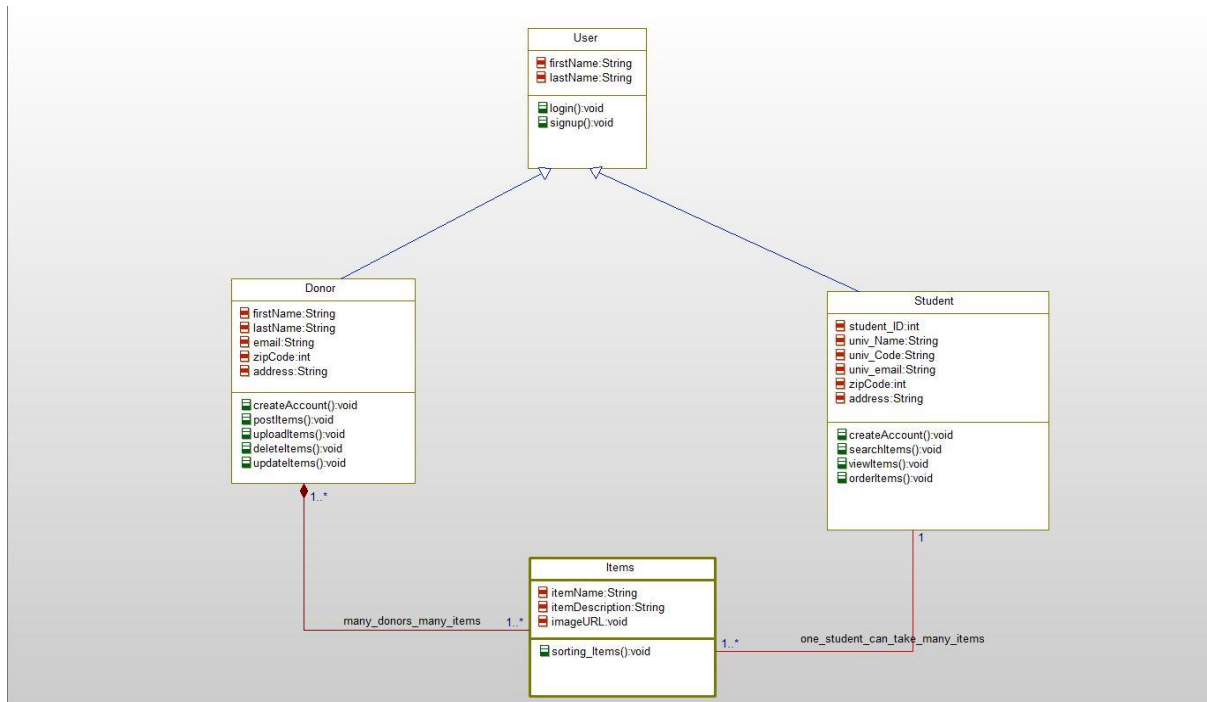 User
firstName:String
lastName:String
login():void
signup():void
Donor
firstName:String
lastName:String
email:String
zipCode:int
address:String
createAccount():void
postItems():void
uploadItems():void
deleteItems():void
updateItems():void
1..*
Student
student_ID:int
univ_Name:String
univ_Code:String
univ_email:String
zipCode:int
address:String
createAccount():void
searchItems():void
viewItems():void
orderItems():void
1
many_donors_many_items
1..*
Items
itemName:String
itemDescription:String
imageURL:void
sorting_Items():void
1..*
one_student_can_take_many_items